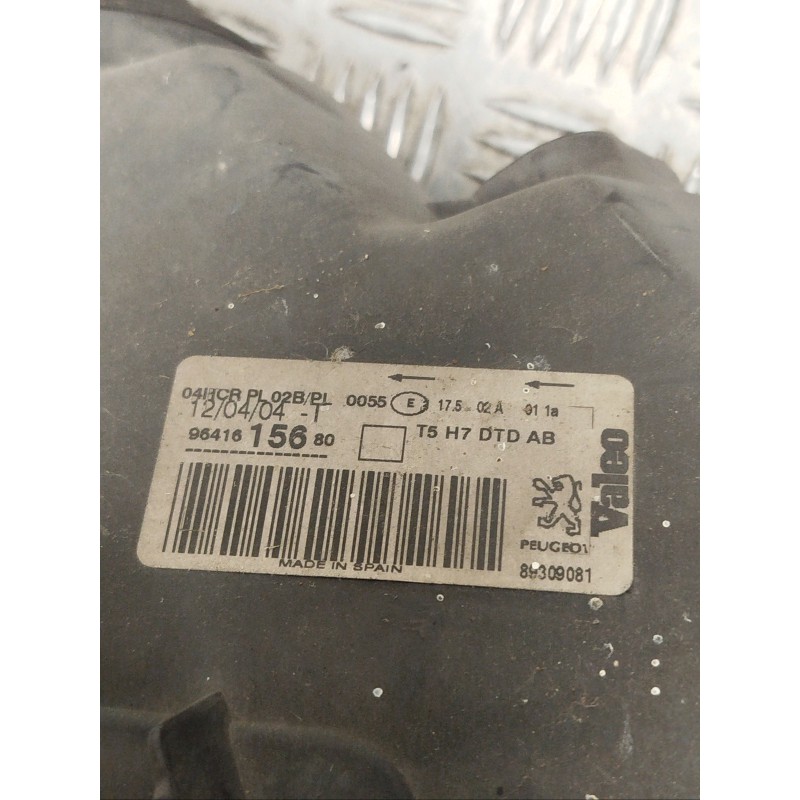 04HCR PL 02B/PL 0055 E 17.5 02 A 01 1a
12/04/04 -T
96416 156 80 T5 H7 DTD AB
Valeo
PEUGEOT
MADE IN SPAIN 89309081